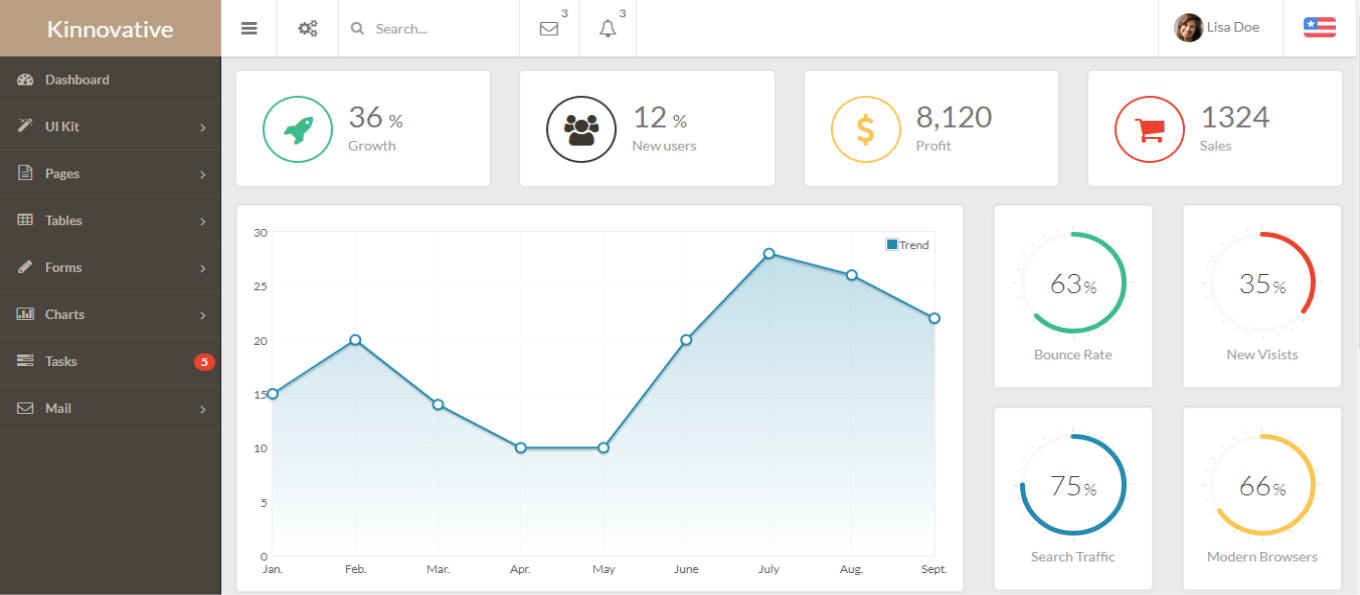 Kinnovative
Search...
3
3
Lisa Doe
Dashboard
UI Kit
Pages
Tables
Forms
Charts
Tasks
5
Mail
36 %
Growth
12 %
New users
8,120
Profit
1324
Sales
Trend
30
25
20
15
10
5
0
Jan.
Feb.
Mar.
Apr.
May
June
July
Aug.
Sept.
63%
Bounce Rate
35%
New Visists
75%
Search Traffic
66%
Modern Browsers